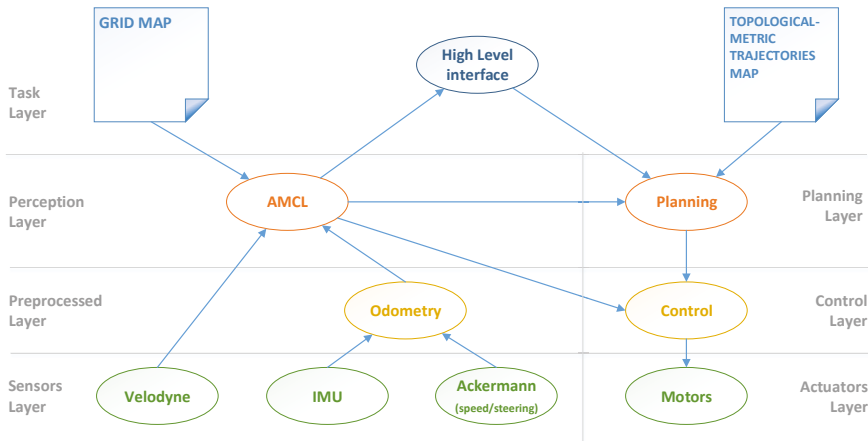 GRID MAP
TOPOLOGICAL-
METRIC
TRAJECTORIES
MAP
High Level
interface
Task
Layer
Perception
Layer
AMCL
Planning
Planning
Layer
Preprocessed
Layer
Odometry
Control
Control
Layer
Sensors
Layer
Velodyne
IMU
Ackermann
(speed/steering)
Motors
Actuators
Layer